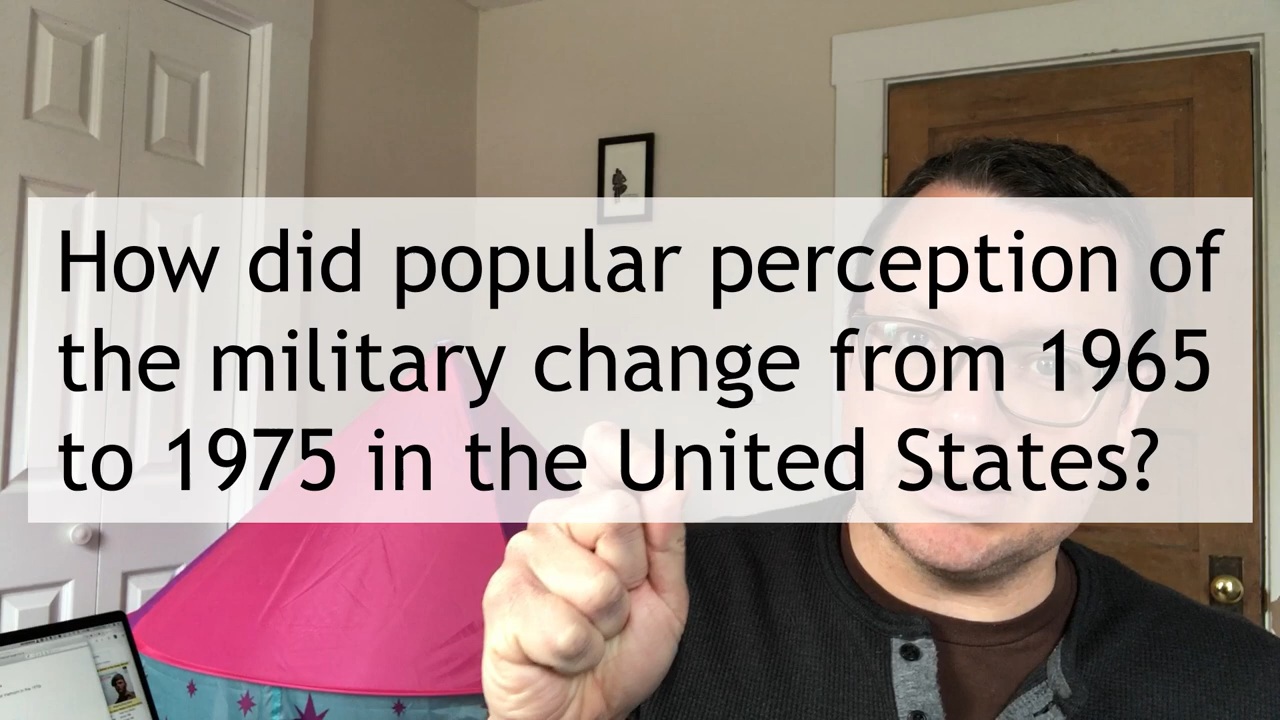 How did popular perception of
the military change from 1965
to 1975 in the United States?